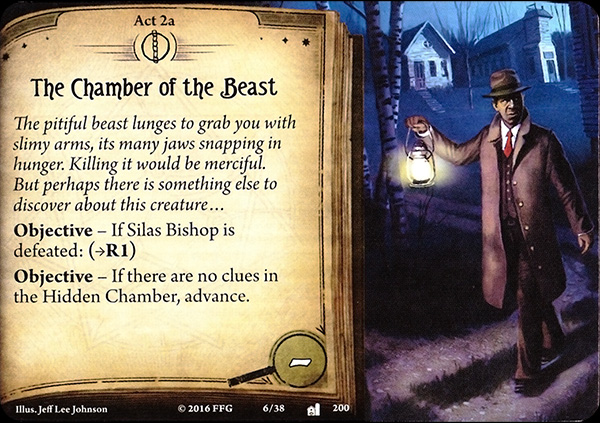 Act 2a
The Chamber of the Beast
The pitiful beast lunges to grab you with
slimy arms, its many jaws snapping in
hunger. Killing it would be merciful.
But perhaps there is something else to
discover about this creature…
Objective – If Silas Bishop is
defeated: (→R1)
Objective – If there are no clues in
the Hidden Chamber, advance.
–
Illus. Jeff Lee Johnson © 2016 FFG 6/38 200